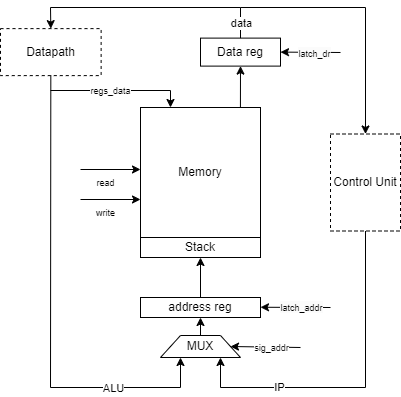 data
Datapath
Data reg
latch_dr
regs_data
Memory
read
Control Unit
write
Stack
address reg
latch_addr
MUX
sig_addr
ALU
IP